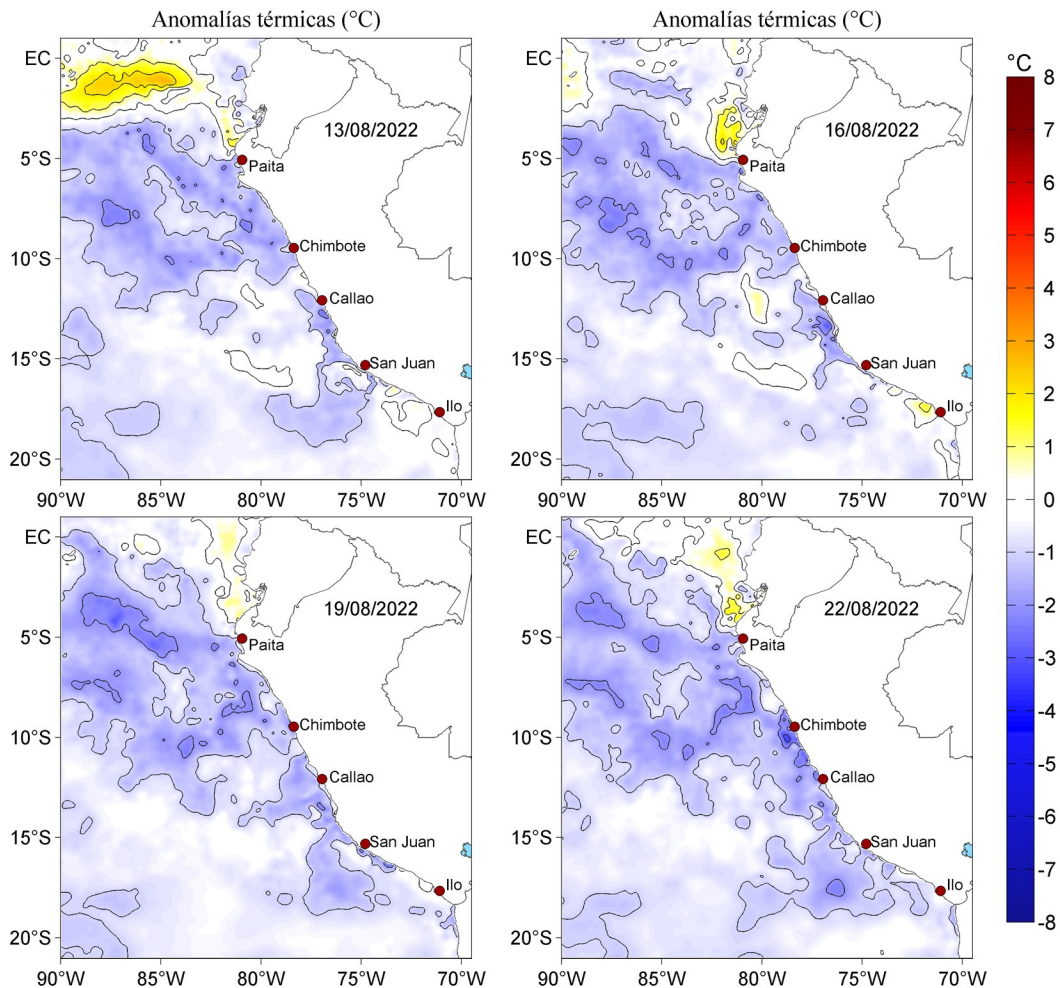 Anomalías térmicas (°C)
Anomalías térmicas (°C)
EC
5°S
10°S
15°S
20°S
13/08/2022
Paita
Chimbote
Callao
San Juan
Ilo
90°W 85°W 80°W 75°W 70°W
EC
5°S
10°S
15°S
20°S
16/08/2022
Paita
Chimbote
Callao
San Juan
Ilo
90°W 85°W 80°W 75°W 70°W
EC
5°S
10°S
15°S
20°S
19/08/2022
Paita
Chimbote
Callao
San Juan
Ilo
90°W 85°W 80°W 75°W 70°W
EC
5°S
10°S
15°S
20°S
22/08/2022
Paita
Chimbote
Callao
San Juan
Ilo
90°W 85°W 80°W 75°W 70°W
°C
8
7
6
5
4
3
2
1
0
-1
-2
-3
-4
-5
-6
-7
-8